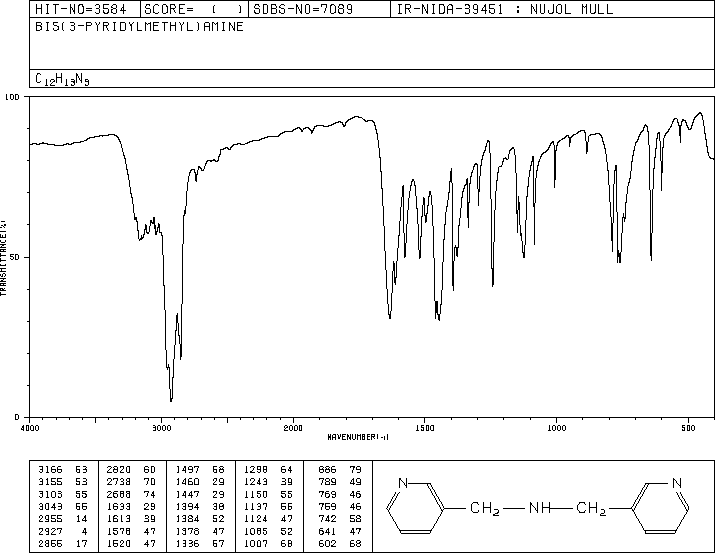 HIT-NO=3584 SCORE= ( ) SDBS-NO=7089 IR-NIDA-39451 : NUJOL MULL
BIS(3-PYRIDYLMETHYL)AMINE
C12H13N3
100
50
0
TRANSMITTANCE(%)
4000 3000 2000 1500 1000 500
WAVENUMBER(-1)
3166 53 2820 60 1497 58 1298 64 886 79
3155 53 2738 70 1460 29 1243 39 789 49
3103 55 2688 74 1447 29 1150 55 769 46
3043 55 1633 29 1394 38 1137 55 759 46
2955 14 1613 39 1384 52 1124 47 742 58
2927 4 1578 47 1378 47 1085 52 641 47
2855 17 1520 47 1336 57 1007 68 602 68
N N
CH2 NH CH2